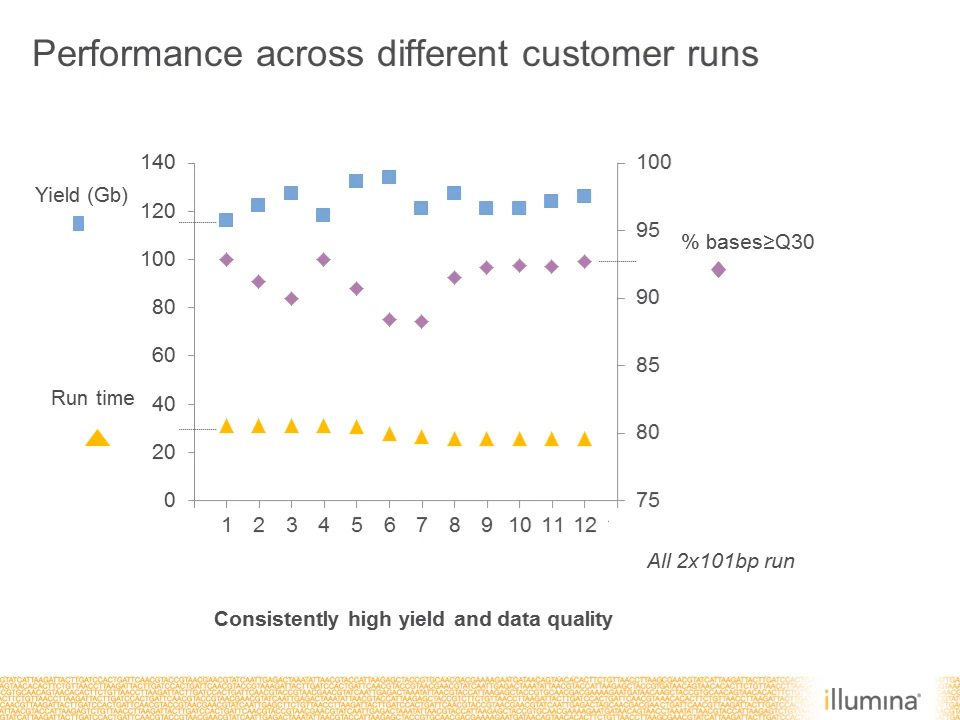 Performance across different customer runs
140
120
100
80
60
40
20
0
Yield (Gb)
Run time
100
95
90
85
80
75
% bases≥Q30
1 2 3 4 5 6 7 8 9 10 11 12
All 2x101bp run
Consistently high yield and data quality
illumina®